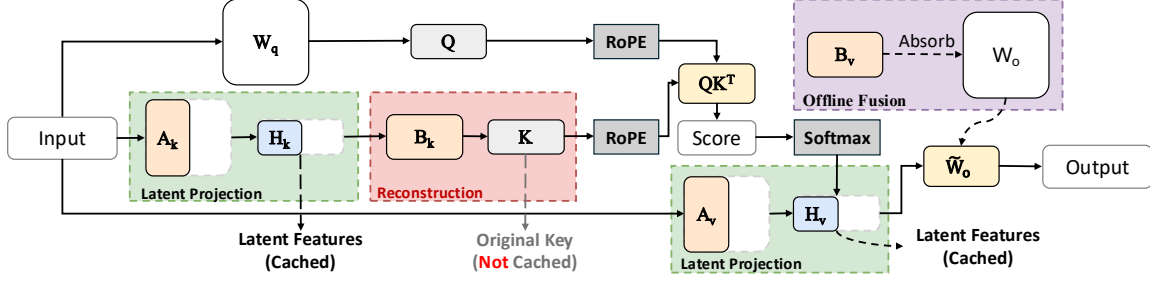 Input
W_q
Q
RoPE
A_k
H_k
Latent Projection
B_k
K
Reconstruction
RoPE
QK^T
Score
Softmax
B_v
Absorb
W_o
Offline Fusion
A_v
H_v
Latent Projection
W̃_o
Output
Latent Features
(Cached)
Original Key
(Not Cached)
Latent Features
(Cached)